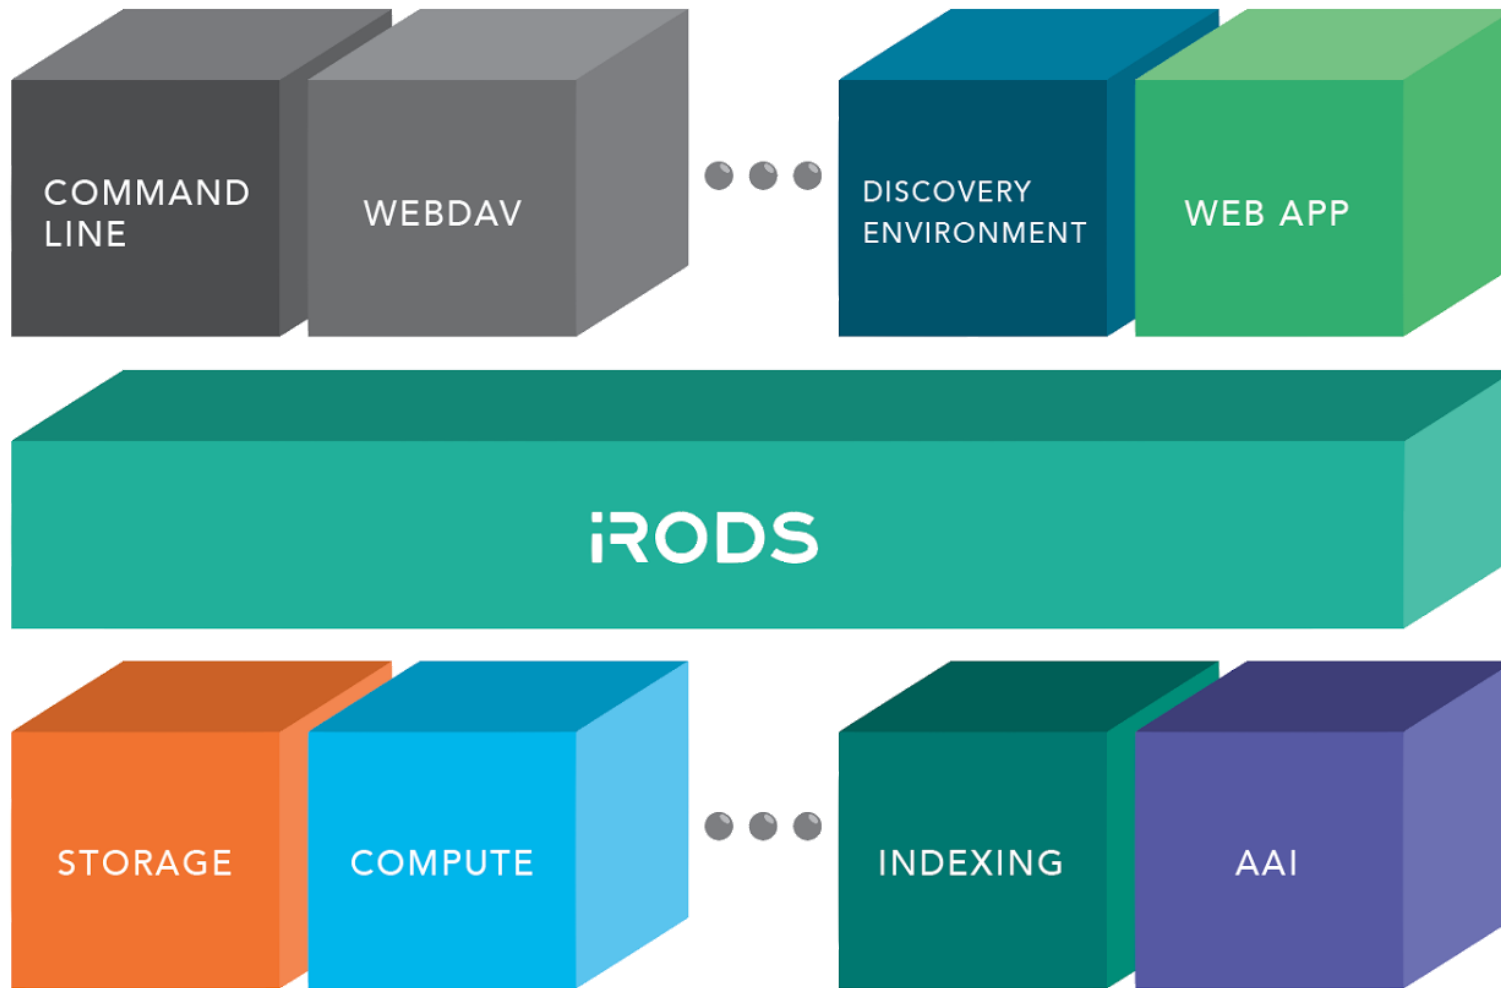 COMMAND
LINE
WEBDAV
DISCOVERY
ENVIRONMENT
WEB APP
iRODS
STORAGE
COMPUTE
INDEXING
AAI